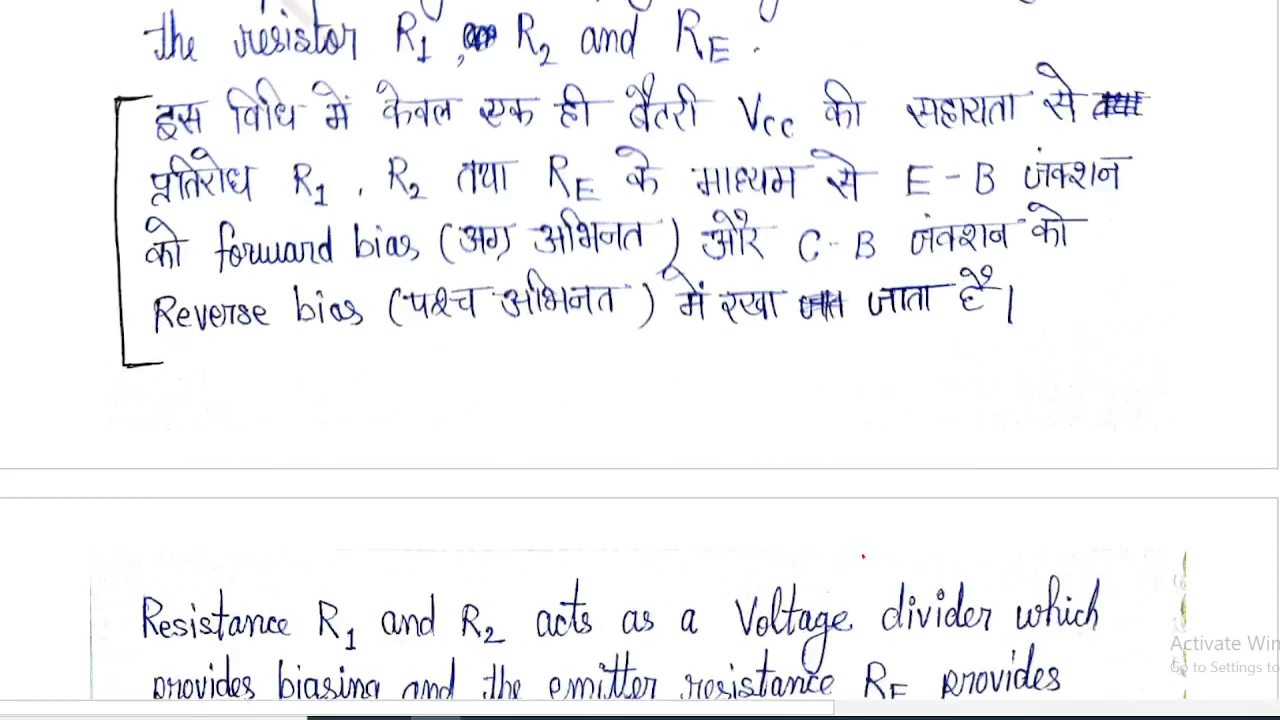 the resistor R1, R2 and RE.
इस विधि में केवल एक ही बैतरी Vcc की सहायता से
प्रतिरोध R1, R2 तथा RE के माध्यम से E-B जंक्शन
को forward bias (अग्र अभिनत) और C-B जंक्शन को
Reverse bias (पश्च अभिनत) में रखा जाता है।
Resistance R1 and R2 acts as a Voltage divider which
provides biasing and the emitter resistance RE provides
Activate Win
Go to Settings to